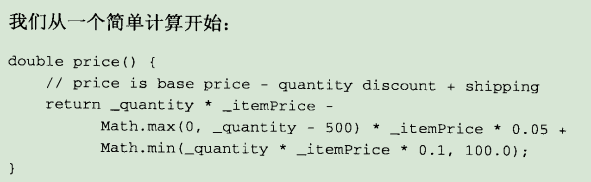 我们从一个简单计算开始：
double price() {
    // price is base price - quantity discount + shipping
    return _quantity * _itemPrice -
           Math.max(0, _quantity - 500) * _itemPrice * 0.05 +
           Math.min(_quantity * _itemPrice * 0.1, 100.0);
}